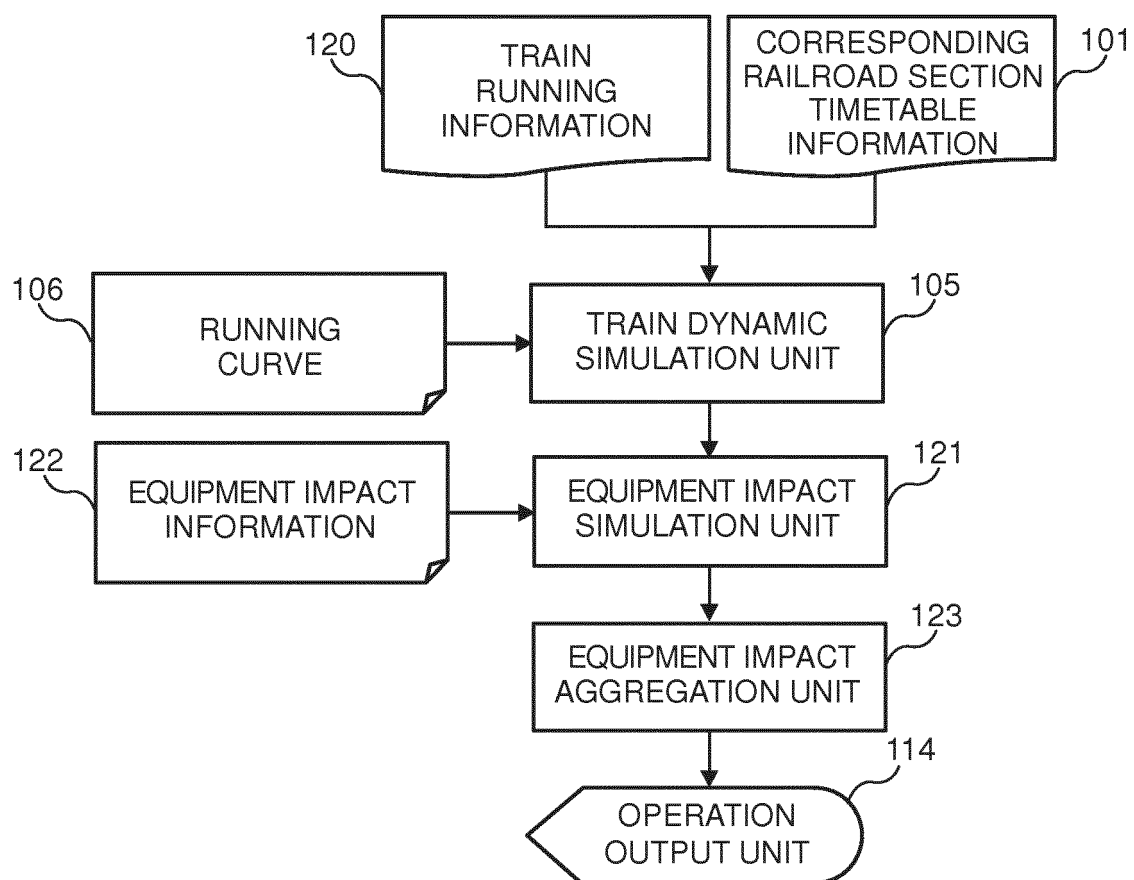 120
TRAIN
RUNNING
INFORMATION
CORRESPONDING
RAILROAD SECTION
TIMETABLE
INFORMATION
101
106
RUNNING
CURVE
TRAIN DYNAMIC
SIMULATION UNIT
105
122
EQUIPMENT IMPACT
INFORMATION
EQUIPMENT IMPACT
SIMULATION UNIT
121
EQUIPMENT IMPACT
AGGREGATION UNIT
123
OPERATION
OUTPUT UNIT
114